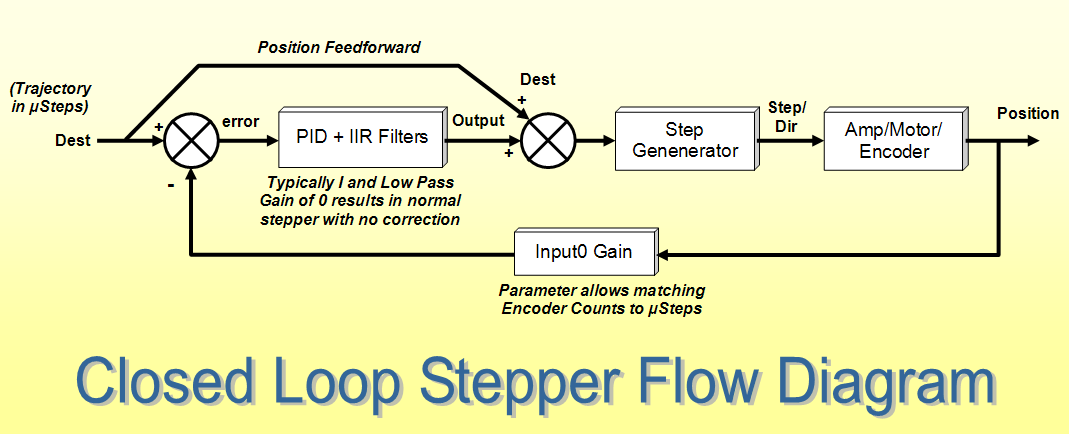 Position Feedforward
(Trajectory
in µSteps)
Dest
+
-
error
PID + IIR Filters
Typically I and Low Pass
Gain of 0 results in normal
stepper with no correction
Output
+
Dest
+
Step
Genenerator
Step/
Dir
Amp/Motor/
Encoder
Position
Input0 Gain
Parameter allows matching
Encoder Counts to µSteps
Closed Loop Stepper Flow Diagram